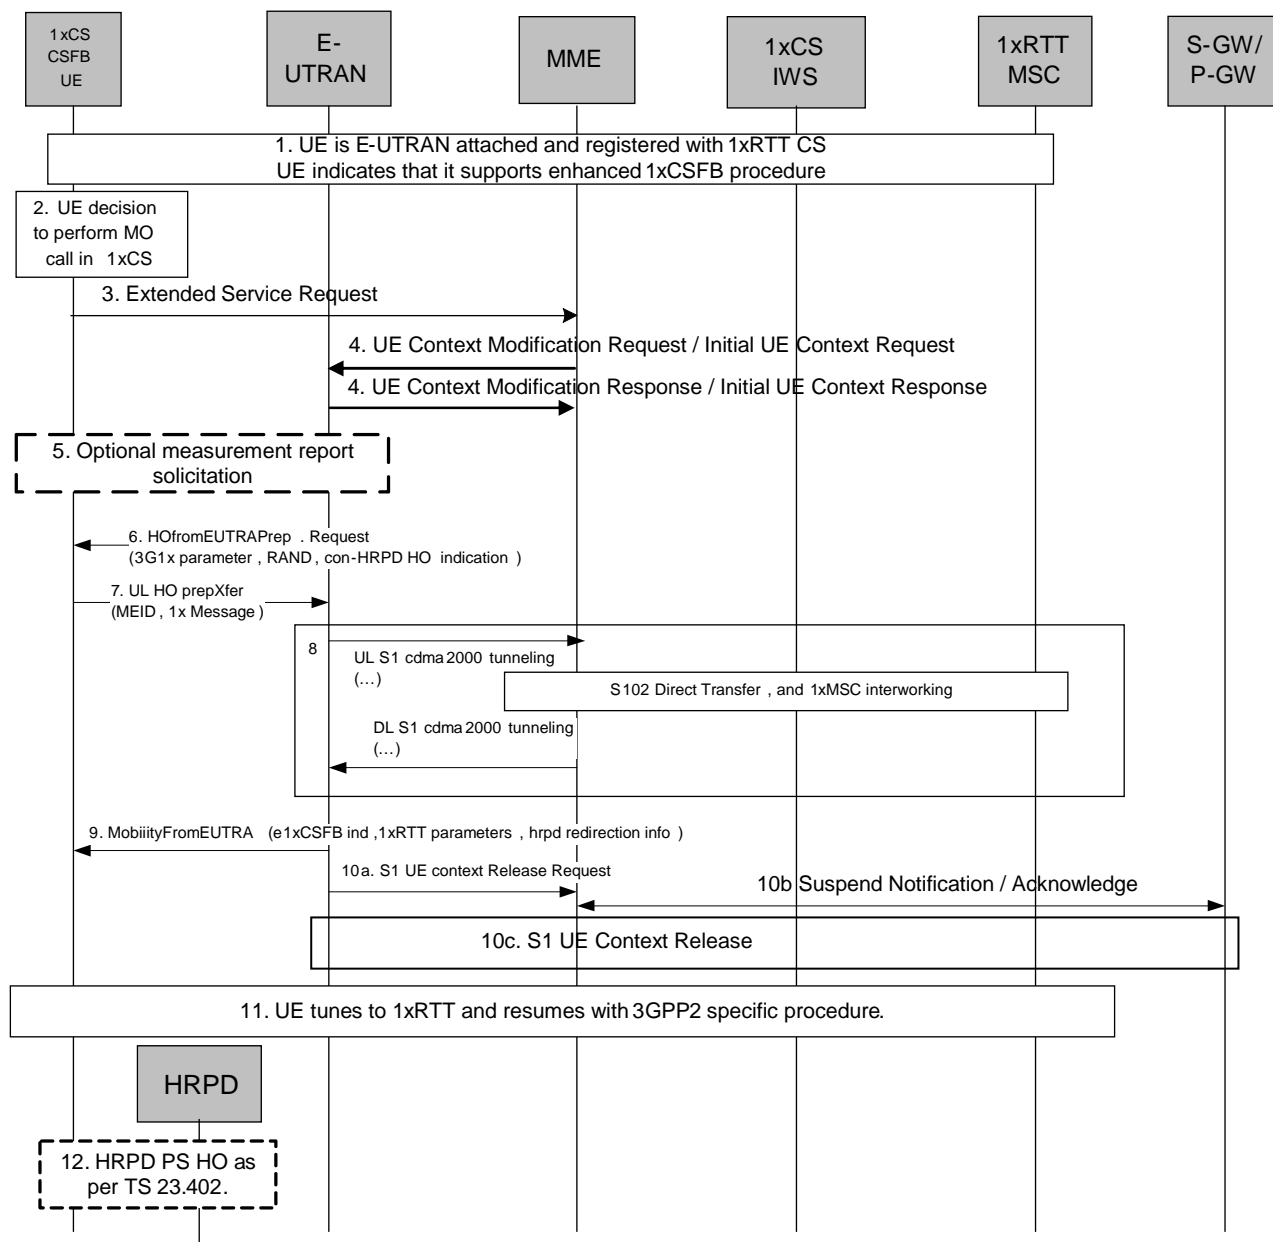 1xCS
CSFB
UE
E-
UTRAN
MME
1xCS
IWS
1xRTT
MSC
S-GW/
P-GW
1. UE is E-UTRAN attached and registered with 1xRTT CS
UE indicates that it supports enhanced 1xCSFB procedure
2. UE decision
to perform MO
call in 1xCS
3. Extended Service Request
4. UE Context Modification Request / Initial UE Context Request
4. UE Context Modification Response / Initial UE Context Response
5. Optional measurement report
solicitation
6. HOfromEUTRAPrep . Request
(3G1x parameter , RAND , con-HRPD HO indication )
7. UL HO prepXfer
(MEID , 1x Message )
8
UL S1 cdma 2000 tunneling
(…)
S102 Direct Transfer , and 1xMSC interworking
DL S1 cdma 2000 tunneling
(…)
9. MobiiityFromEUTRA (e1xCSFB ind ,1xRTT parameters , hrpd redirection info )
10a. S1 UE context Release Request
10b Suspend Notification / Acknowledge
10c. S1 UE Context Release
11. UE tunes to 1xRTT and resumes with 3GPP2 specific procedure.
HRPD
12. HRPD PS HO as
per TS 23.402.